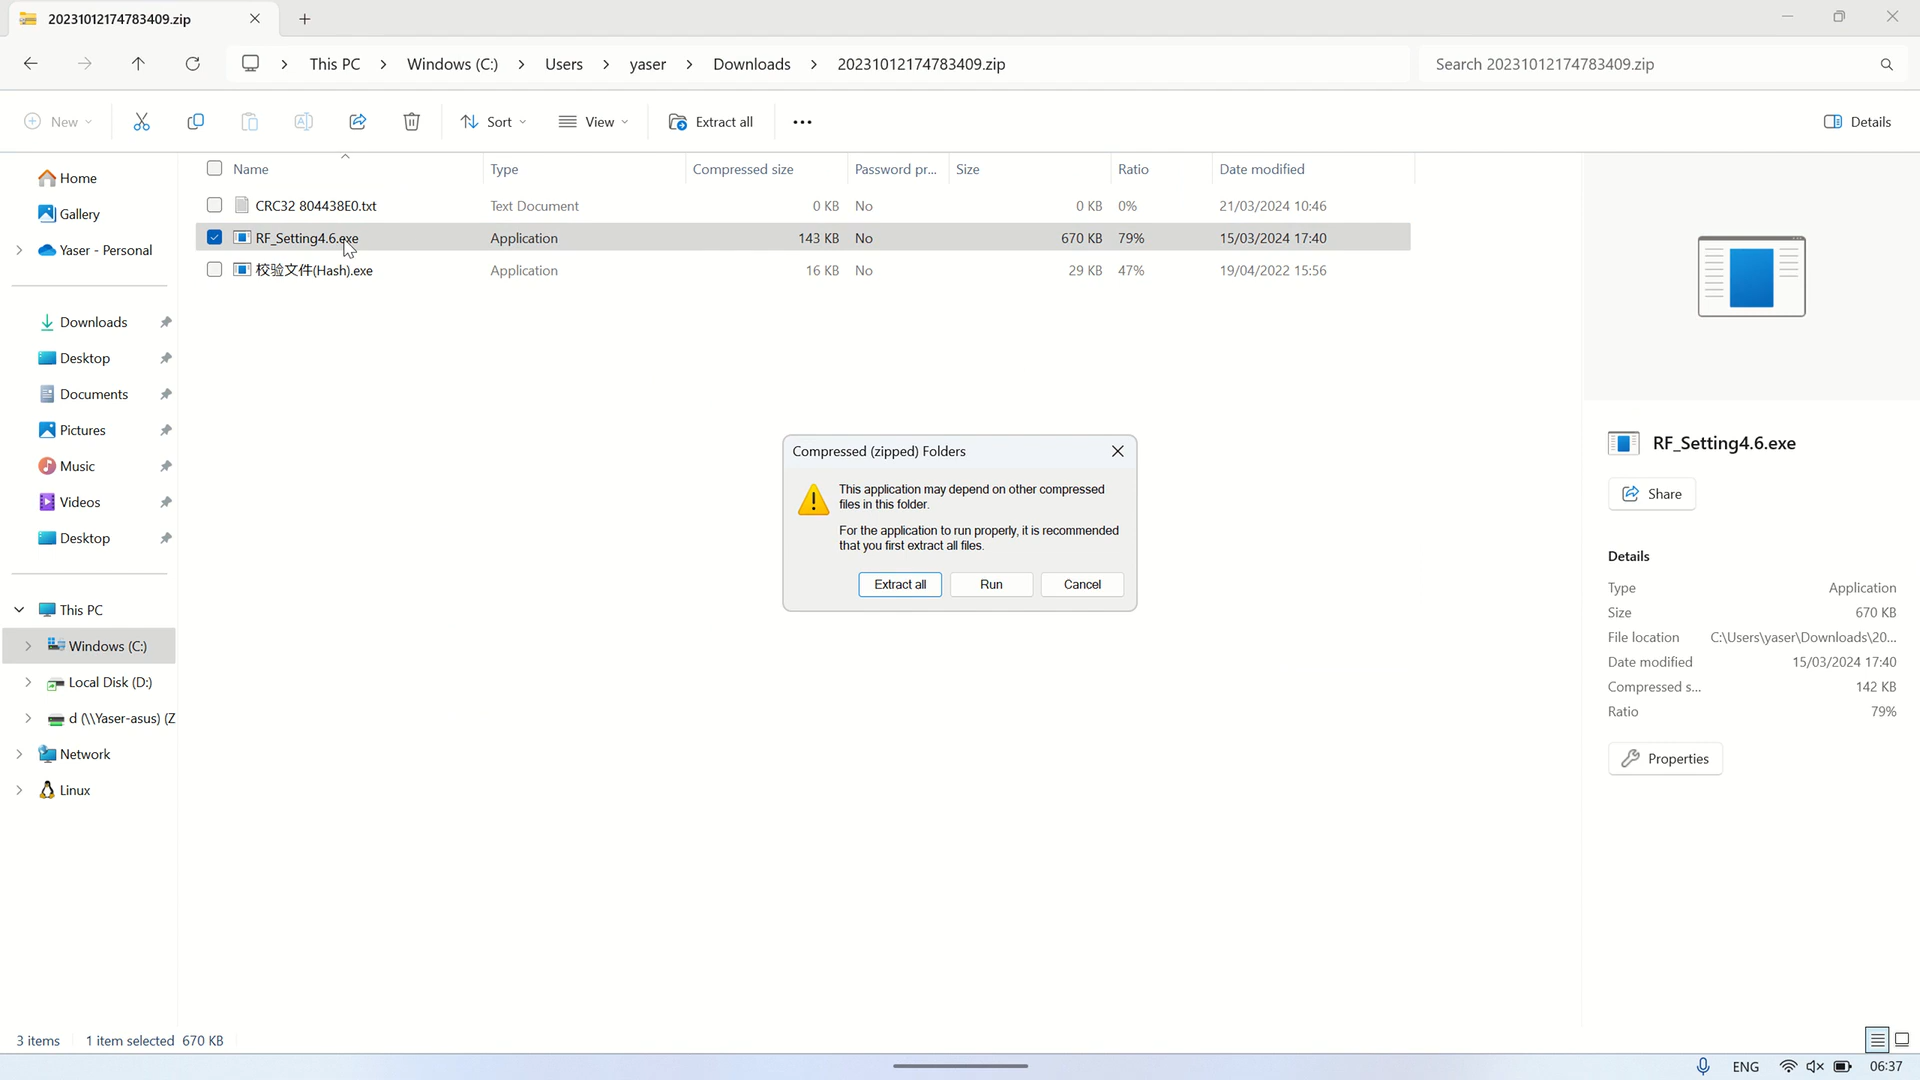 20231012174783409.zip
This PC > Windows (C:) > Users > yaser > Downloads > 20231012174783409.zip
Search 20231012174783409.zip
New
Sort
View
Extract all
Details
Name Type Compressed size Password pr... Size Ratio Date modified
CRC32 804438E0.txt Text Document 0 KB No 0 KB 0% 21/03/2024 10:46
RF_Setting4.6.exe Application 143 KB No 670 KB 79% 15/03/2024 17:40
校验文件(Hash).exe Application 16 KB No 29 KB 47% 19/04/2022 15:56
Home
Gallery
Yaser - Personal
Downloads
Desktop
Documents
Pictures
Music
Videos
Desktop
This PC
Windows (C:)
Local Disk (D:)
d (\\Yaser-asus) (Z
Network
Linux
Compressed (zipped) Folders
This application may depend on other compressed
files in this folder.
For the application to run properly, it is recommended
that you first extract all files.
Extract all Run Cancel
RF_Setting4.6.exe
Share
Details
Type Application
Size 670 KB
File location C:\Users\yaser\Downloads\20...
Date modified 15/03/2024 17:40
Compressed s... 142 KB
Ratio 79%
Properties
3 items 1 item selected 670 KB
ENG 06:37